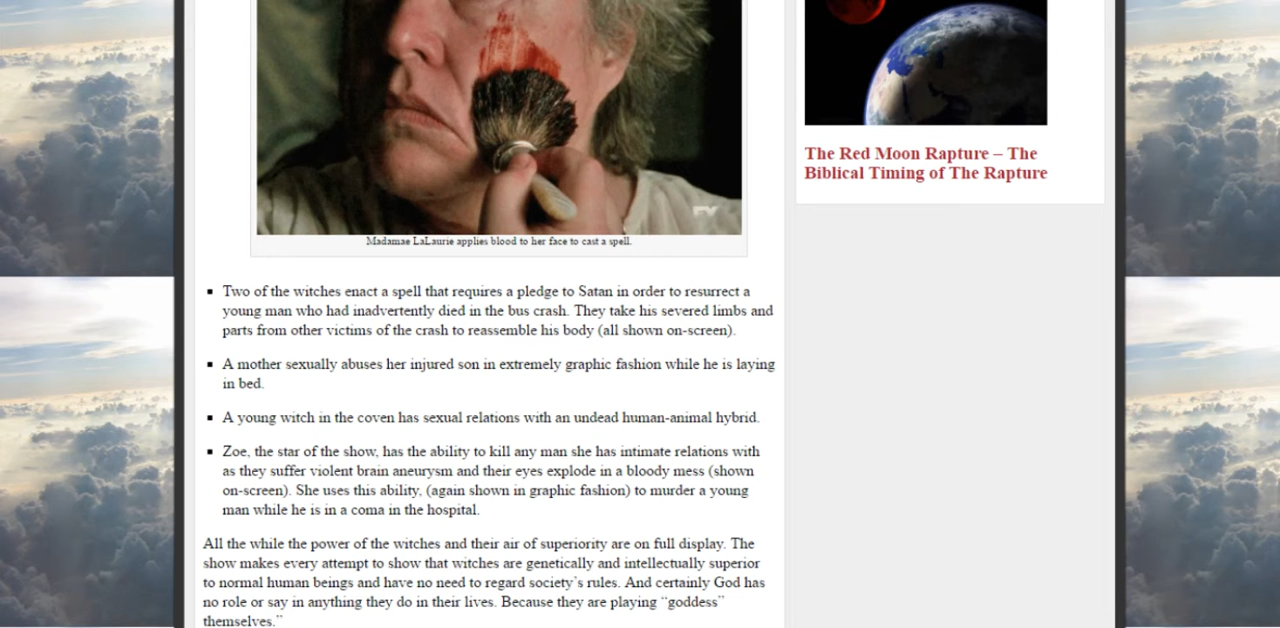 Madamae LaLaurie applies blood to her face to cast a spell.
Two of the witches enact a spell that requires a pledge to Satan in order to resurrect a
young man who had inadvertently died in the bus crash. They take his severed limbs and
parts from other victims of the crash to reassemble his body (all shown on-screen).
A mother sexually abuses her injured son in extremely graphic fashion while he is laying
in bed.
A young witch in the coven has sexual relations with an undead human-animal hybrid.
Zoe, the star of the show, has the ability to kill any man she has intimate relations with
as they suffer violent brain aneurysm and their eyes explode in a bloody mess (shown
on-screen). She uses this ability, (again shown in graphic fashion) to murder a young
man while he is in a coma in the hospital.
All the while the power of the witches and their air of superiority are on full display. The
show makes every attempt to show that witches are genetically and intellectually superior
to normal human beings and have no need to regard society's rules. And certainly God has
no role or say in anything they do in their lives. Because they are playing “goddess”
themselves.”
The Red Moon Rapture – The
Biblical Timing of The Rapture